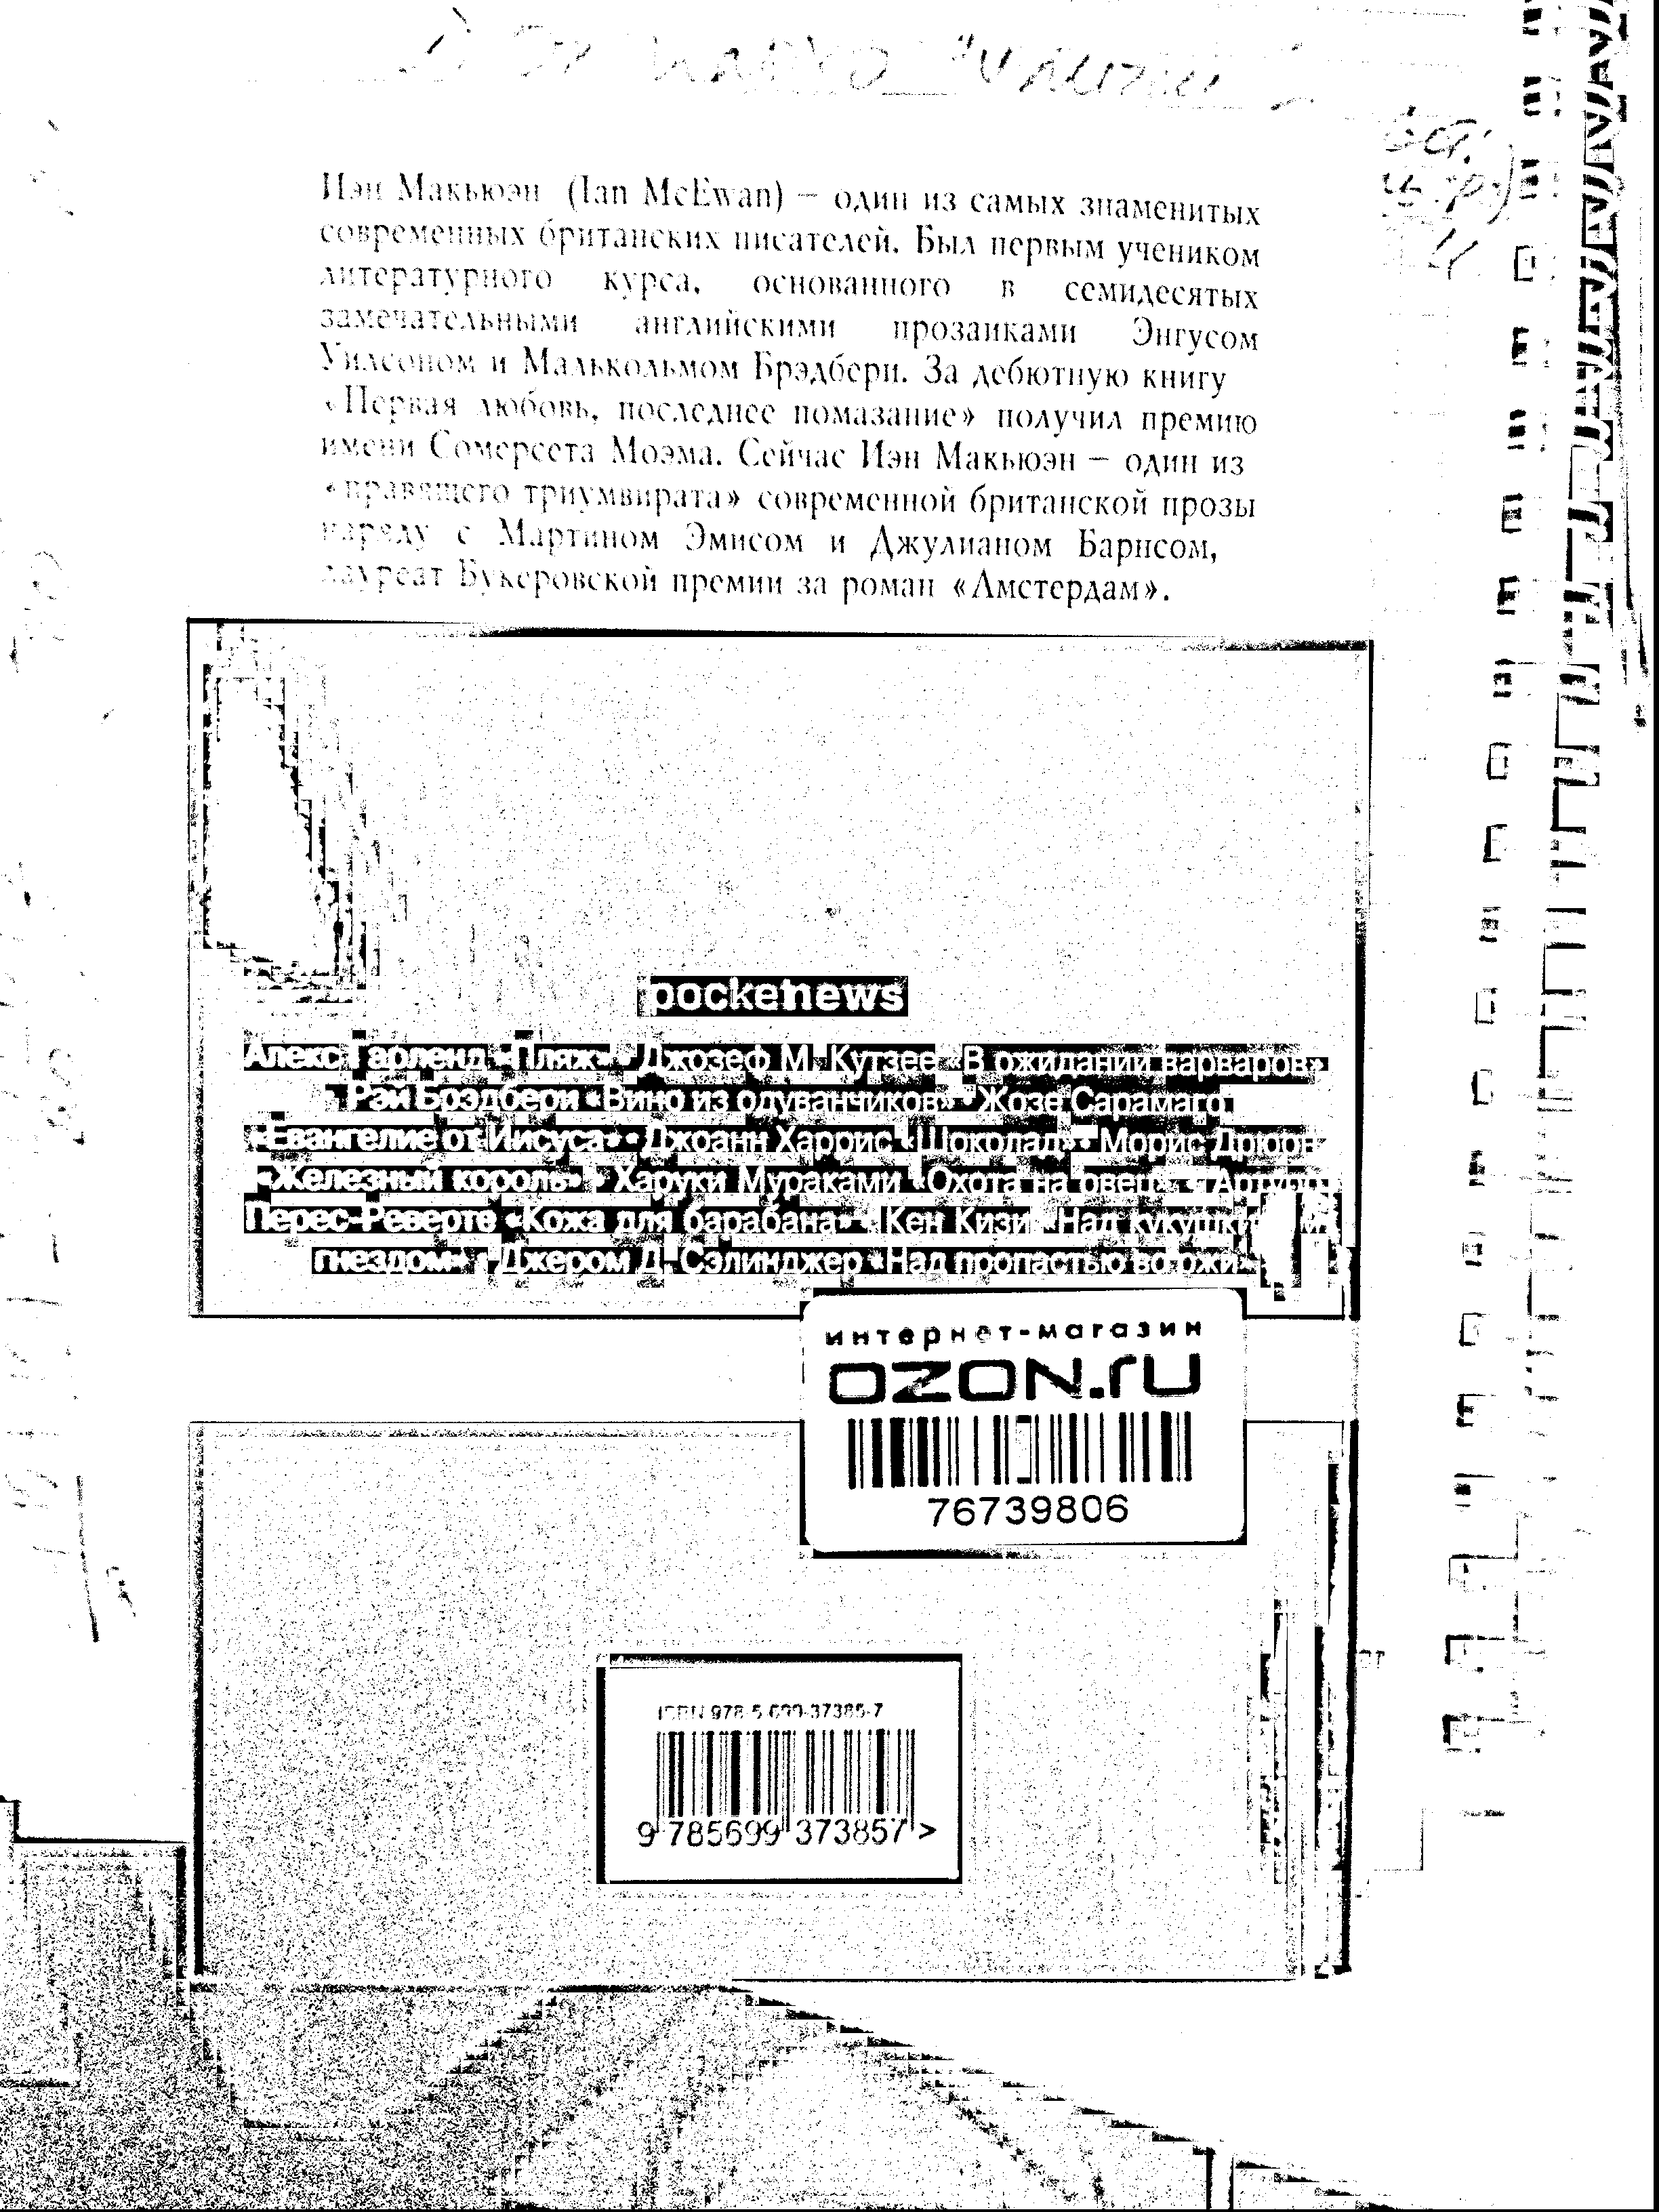 Иэн Макьюэн (Ian McEwan) – один из самых знаменитых
современных британских писателей. Был первым учеником
литературного курса, основанного в семидесятых
замечательными английскими прозаиками Энгусом
Уилсоном и Малькольмом Брэдбери. За дебютную книгу
«Первая любовь, последнее помазание» получил премию
имени Сомерсета Моэма. Сейчас Иэн Макьюэн – один из
«правящего триумвирата» современной британской прозы
наряду с Мартином Эмисом и Джулианом Барнсом,
лауреат Букеровской премии за роман «Амстердам».
pocketnews
Алекс Гарленд «Пляж» • Джозеф М. Кутзее «В ожидании варваров»
• Рэй Брэдбери «Вино из одуванчиков» • Жозе Сарамаго
«Евангелие от Иисуса» • Джоанн Харрис «Шоколад» • Морис Дрюон
«Железный король» • Харуки Мураками «Охота на овец» • Артуро
Перес-Реверте «Кожа для барабана» • Кен Кизи «Над кукушкиным
гнездом» • Джером Д. Сэлинджер «Над пропастью во ржи»
интернет-магазин
OZON.ru
76739806
ISBN 978-5-699-37385-7
9 785699 373857 >